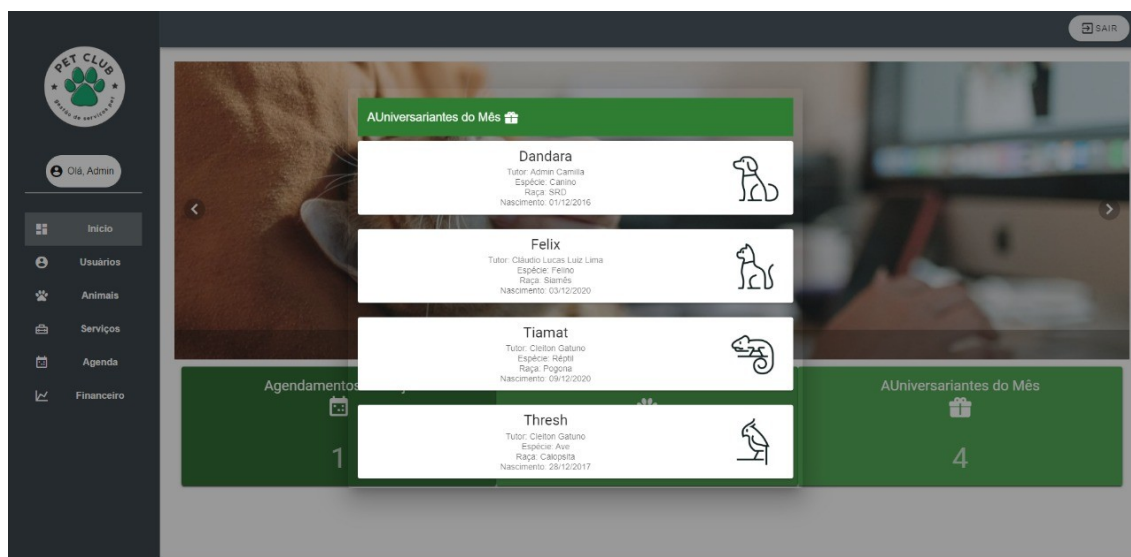 SAIR
PET CLUB
gestão de serviços pet
Olá, Admin
Início
Usuários
Animais
Serviços
Agenda
Financeiro
AUniversariantes do Mês
Dandara
Tutor: Admin Camilla
Espécie: Canino
Raça: SRD
Nascimento: 01/12/2016
Felix
Tutor: Cláudio Lucas Luiz Lima
Espécie: Felino
Raça: Siamês
Nascimento: 03/12/2020
Tiamat
Tutor: Cleiton Gatuno
Espécie: Réptil
Raça: Pogona
Nascimento: 09/12/2020
Thresh
Tutor: Cleiton Gatuno
Espécie: Ave
Raça: Calopsita
Nascimento: 28/12/2017
Agendamentos
1
AUniversariantes do Mês
4